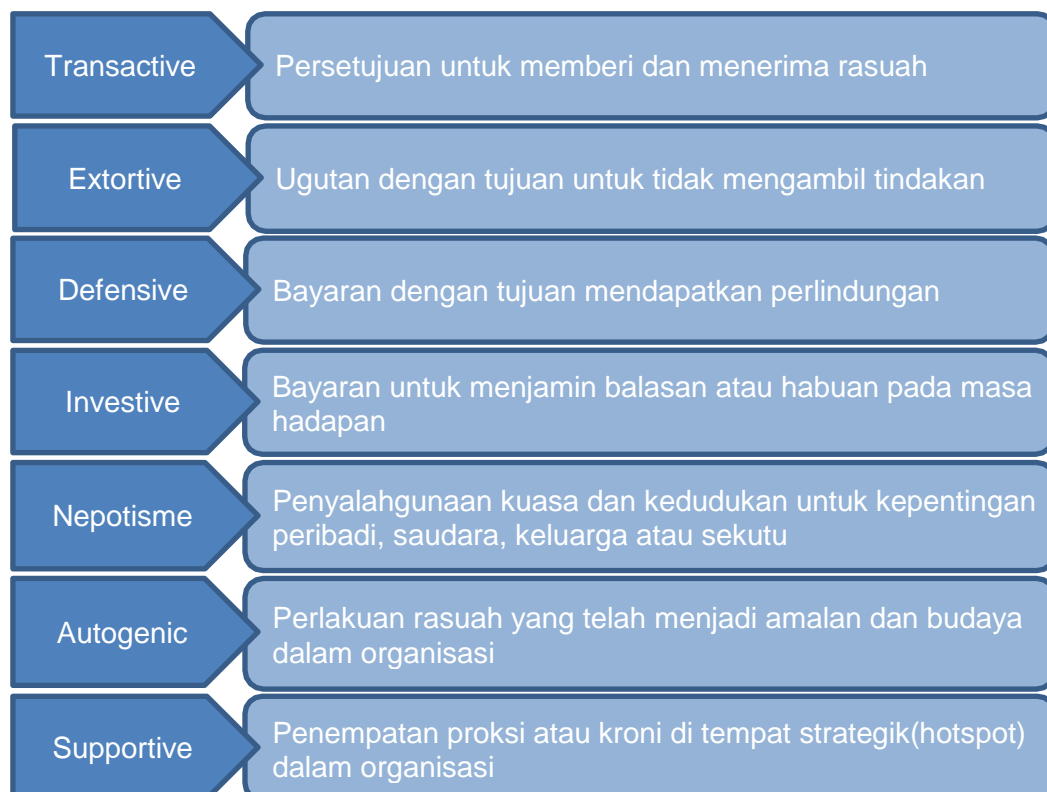 Transactive
Persetujuan untuk memberi dan menerima rasuah
Extortive
Ugutan dengan tujuan untuk tidak mengambil tindakan
Defensive
Bayaran dengan tujuan mendapatkan perlindungan
Investive
Bayaran untuk menjamin balasan atau habuan pada masa
hadapan
Nepotisme
Penyalahgunaan kuasa dan kedudukan untuk kepentingan
peribadi, saudara, keluarga atau sekutu
Autogenic
Perlakuan rasuah yang telah menjadi amalan dan budaya
dalam organisasi
Supportive
Penempatan proksi atau kroni di tempat strategik(hotspot)
dalam organisasi